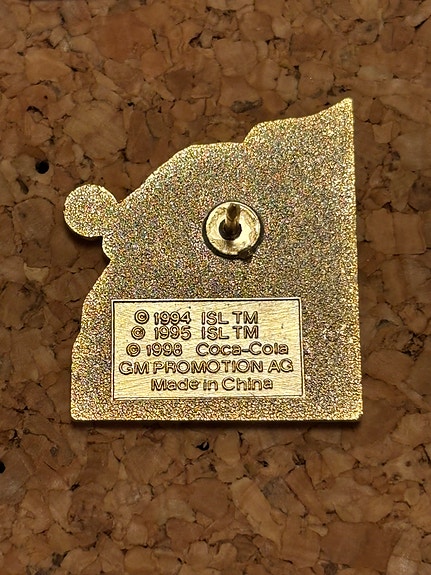 © 1994 ISL TM
© 1995 ISL TM
© 1998 Coca-Cola
GM PROMOTION AG
Made in China